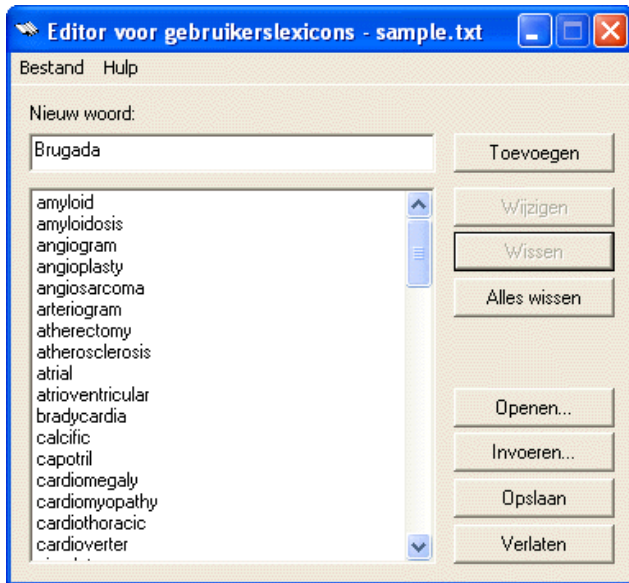 Editor voor gebruikerslexicons - sample.txt
Bestand Hulp
Nieuw woord:
Brugada
Toevoegen
Wijzigen
Wissen
Alles wissen
Openen...
Invoeren...
Opslaan
Verlaten
amyloid
amyloidosis
angiogram
angioplasty
angiosarcoma
arteriogram
atherectomy
atherosclerosis
atrial
atrioventricular
bradycardia
calcific
capotril
cardiomegaly
cardiomyopathy
cardiothoracic
cardioverter